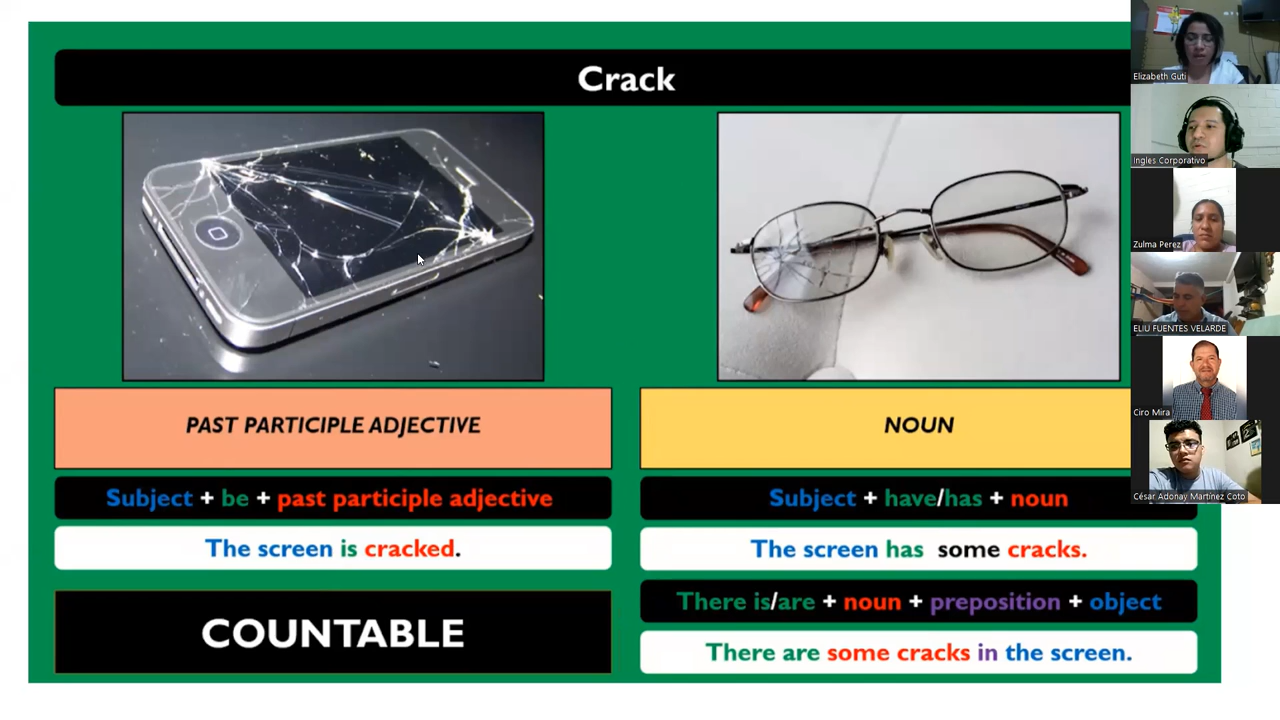 Crack
PAST PARTICIPLE ADJECTIVE
Subject + be + past participle adjective
The screen is cracked.
COUNTABLE
NOUN
Subject + have/has + noun
The screen has some cracks.
There is/are + noun + preposition + object
There are some cracks in the screen.
Elizabeth Guti
Ingles Corporativo
Zulma Perez
ELIU FUENTES VELARDE
Ciro Mira
César Adonay Martínez Coto